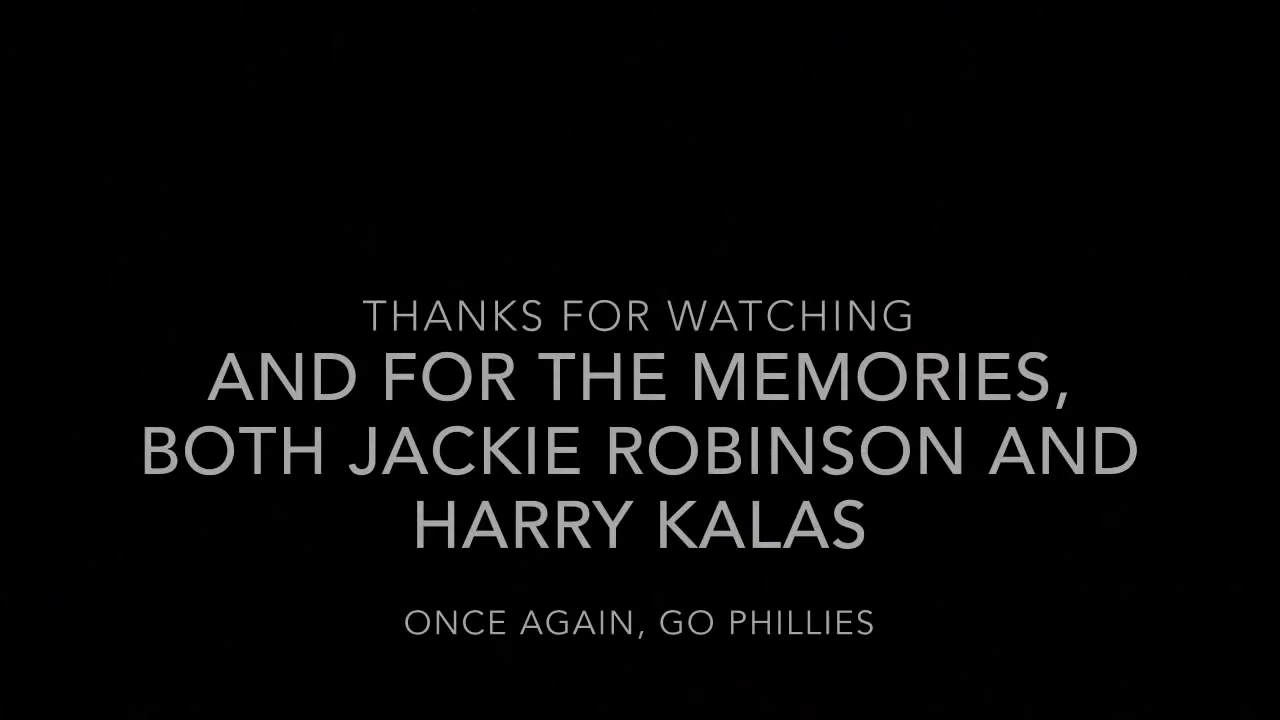 THANKS FOR WATCHING
AND FOR THE MEMORIES,
BOTH JACKIE ROBINSON AND
HARRY KALAS
ONCE AGAIN, GO PHILLIES